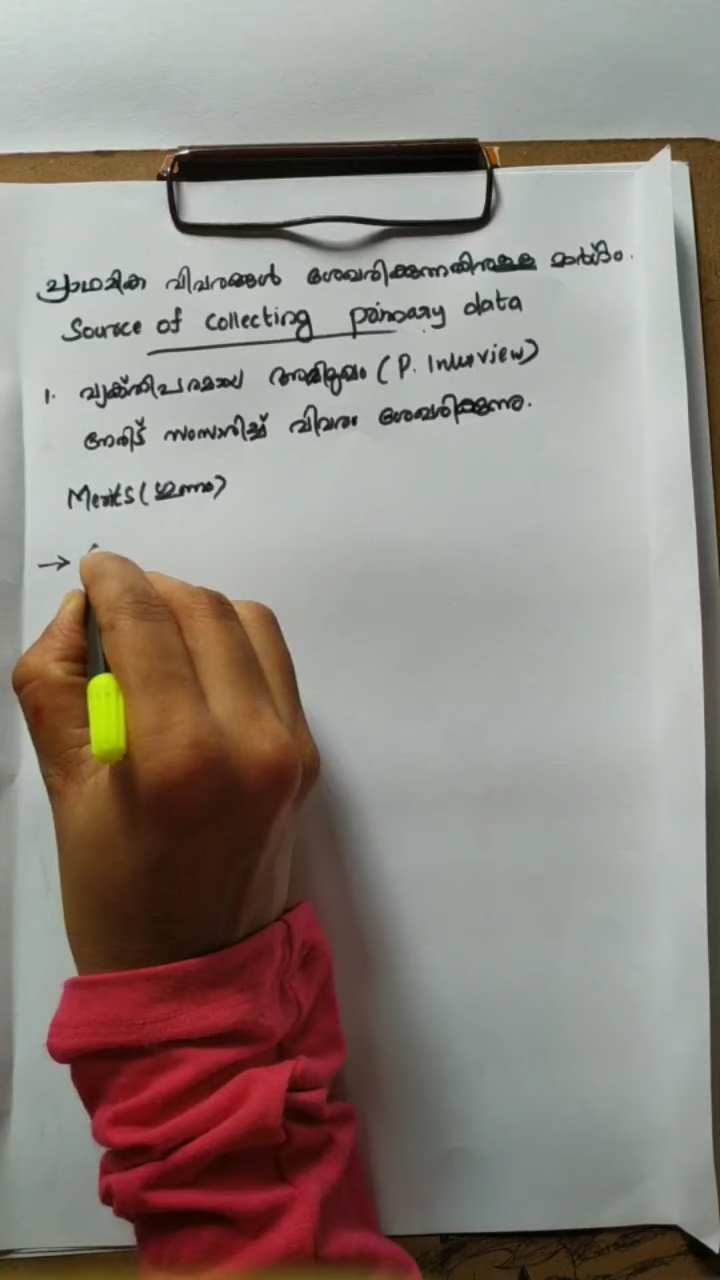 പ്രാഥമിക വിവരങ്ങൾ ശേഖരിക്കുന്നതിനുള്ള മാർഗ്ഗം.
Source of collecting primary data
1. വ്യക്തിപരമായ അഭിമുഖം (P. Interview)
നേരിട്ട് സംസാരിച്ച് വിവരം ശേഖരിക്കുന്നു.
Merits (ഗുണം)
→